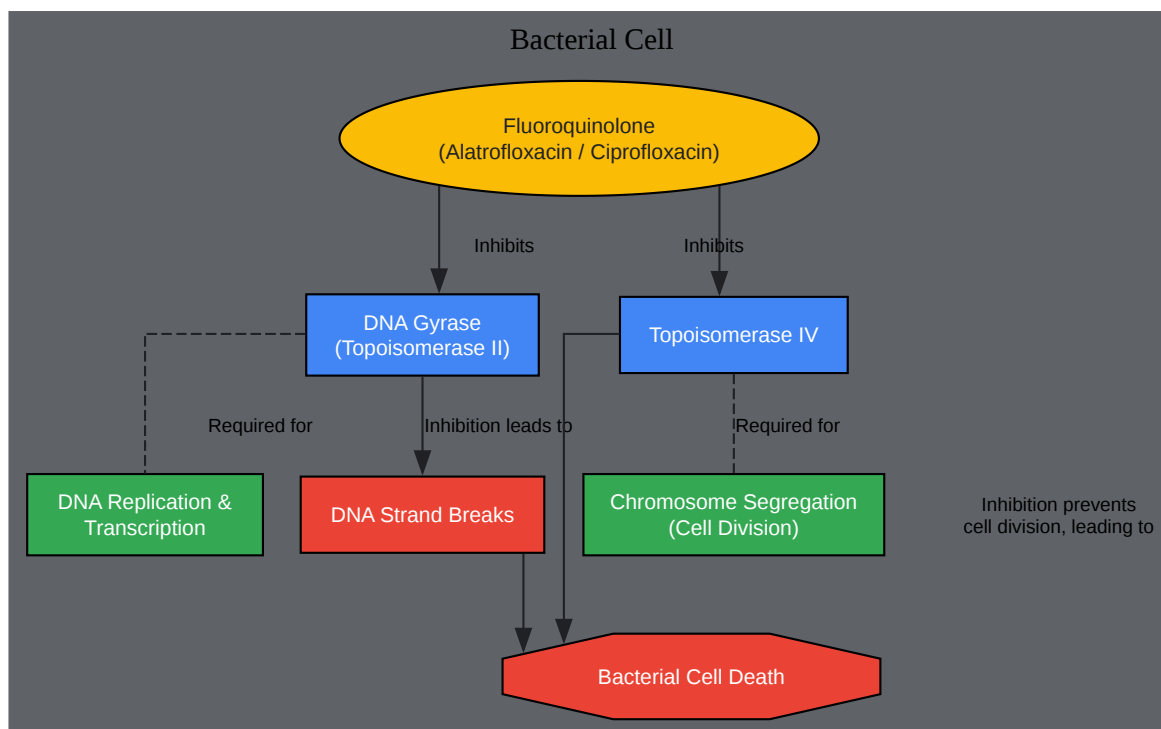 Bacterial Cell
Fluoroquinolone
(Alatrofloxacin / Ciprofloxacin)
Inhibits
Inhibits
DNA Gyrase
(Topoisomerase II)
Topoisomerase IV
Required for
Inhibition leads to
Required for
DNA Replication &
Transcription
DNA Strand Breaks
Chromosome Segregation
(Cell Division)
Inhibition prevents
cell division, leading to
Bacterial Cell Death